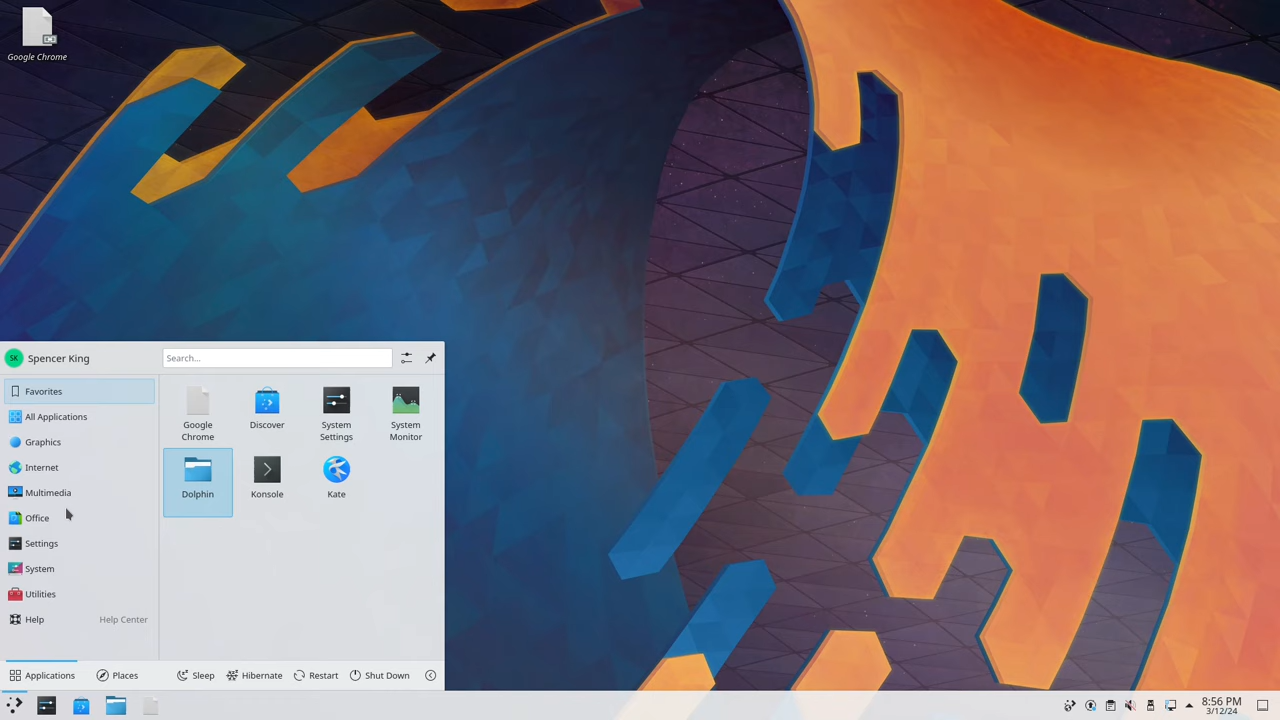 Google Chrome
SK
Spencer King
Search...
Favorites
All Applications
Graphics
Internet
Multimedia
Office
Settings
System
Utilities
Help
Help Center
Google
Chrome
Discover
System
Settings
System
Monitor
Dolphin
Konsole
Kate
Applications
Places
Sleep
Hibernate
Restart
Shut Down
8:56 PM
3/12/24